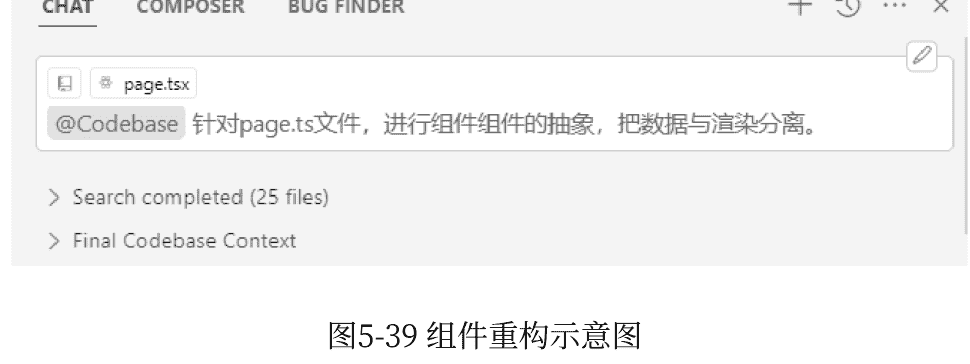 CHAT COMPOSER BUG FINDER
page.tsx
@Codebase 针对page.ts文件，进行组件组件的抽象，把数据与渲染分离。
Search completed (25 files)
Final Codebase Context
图5-39 组件重构示意图